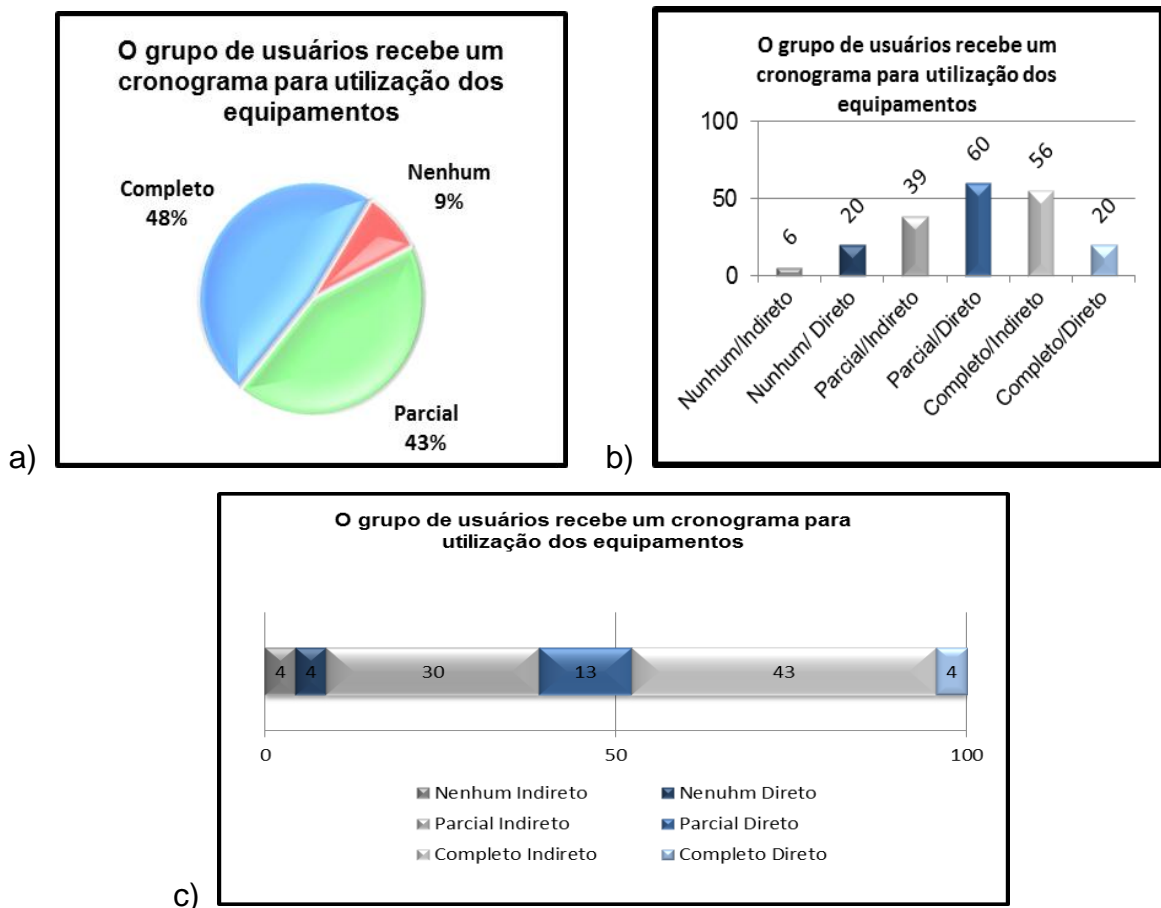 O grupo de usuários recebe um
cronograma para utilização dos
equipamentos
Completo
48%
Nenhum
9%
Parcial
43%
a)
O grupo de usuários recebe um
cronograma para utilização dos
equipamentos
100
50
0
6
20
39
60
56
20
Nunhum/Indireto
Nunhum/ Direto
Parcial/Indireto
Parcial/Direto
Completo/Indireto
Completo/Direto
b)
O grupo de usuários recebe um cronograma para
utilização dos equipamentos
4 4 30 13 43 4
0 50 100
Nenhum Indireto
Nenuhm Direto
Parcial Indireto
Parcial Direto
Completo Indireto
Completo Direto
c)